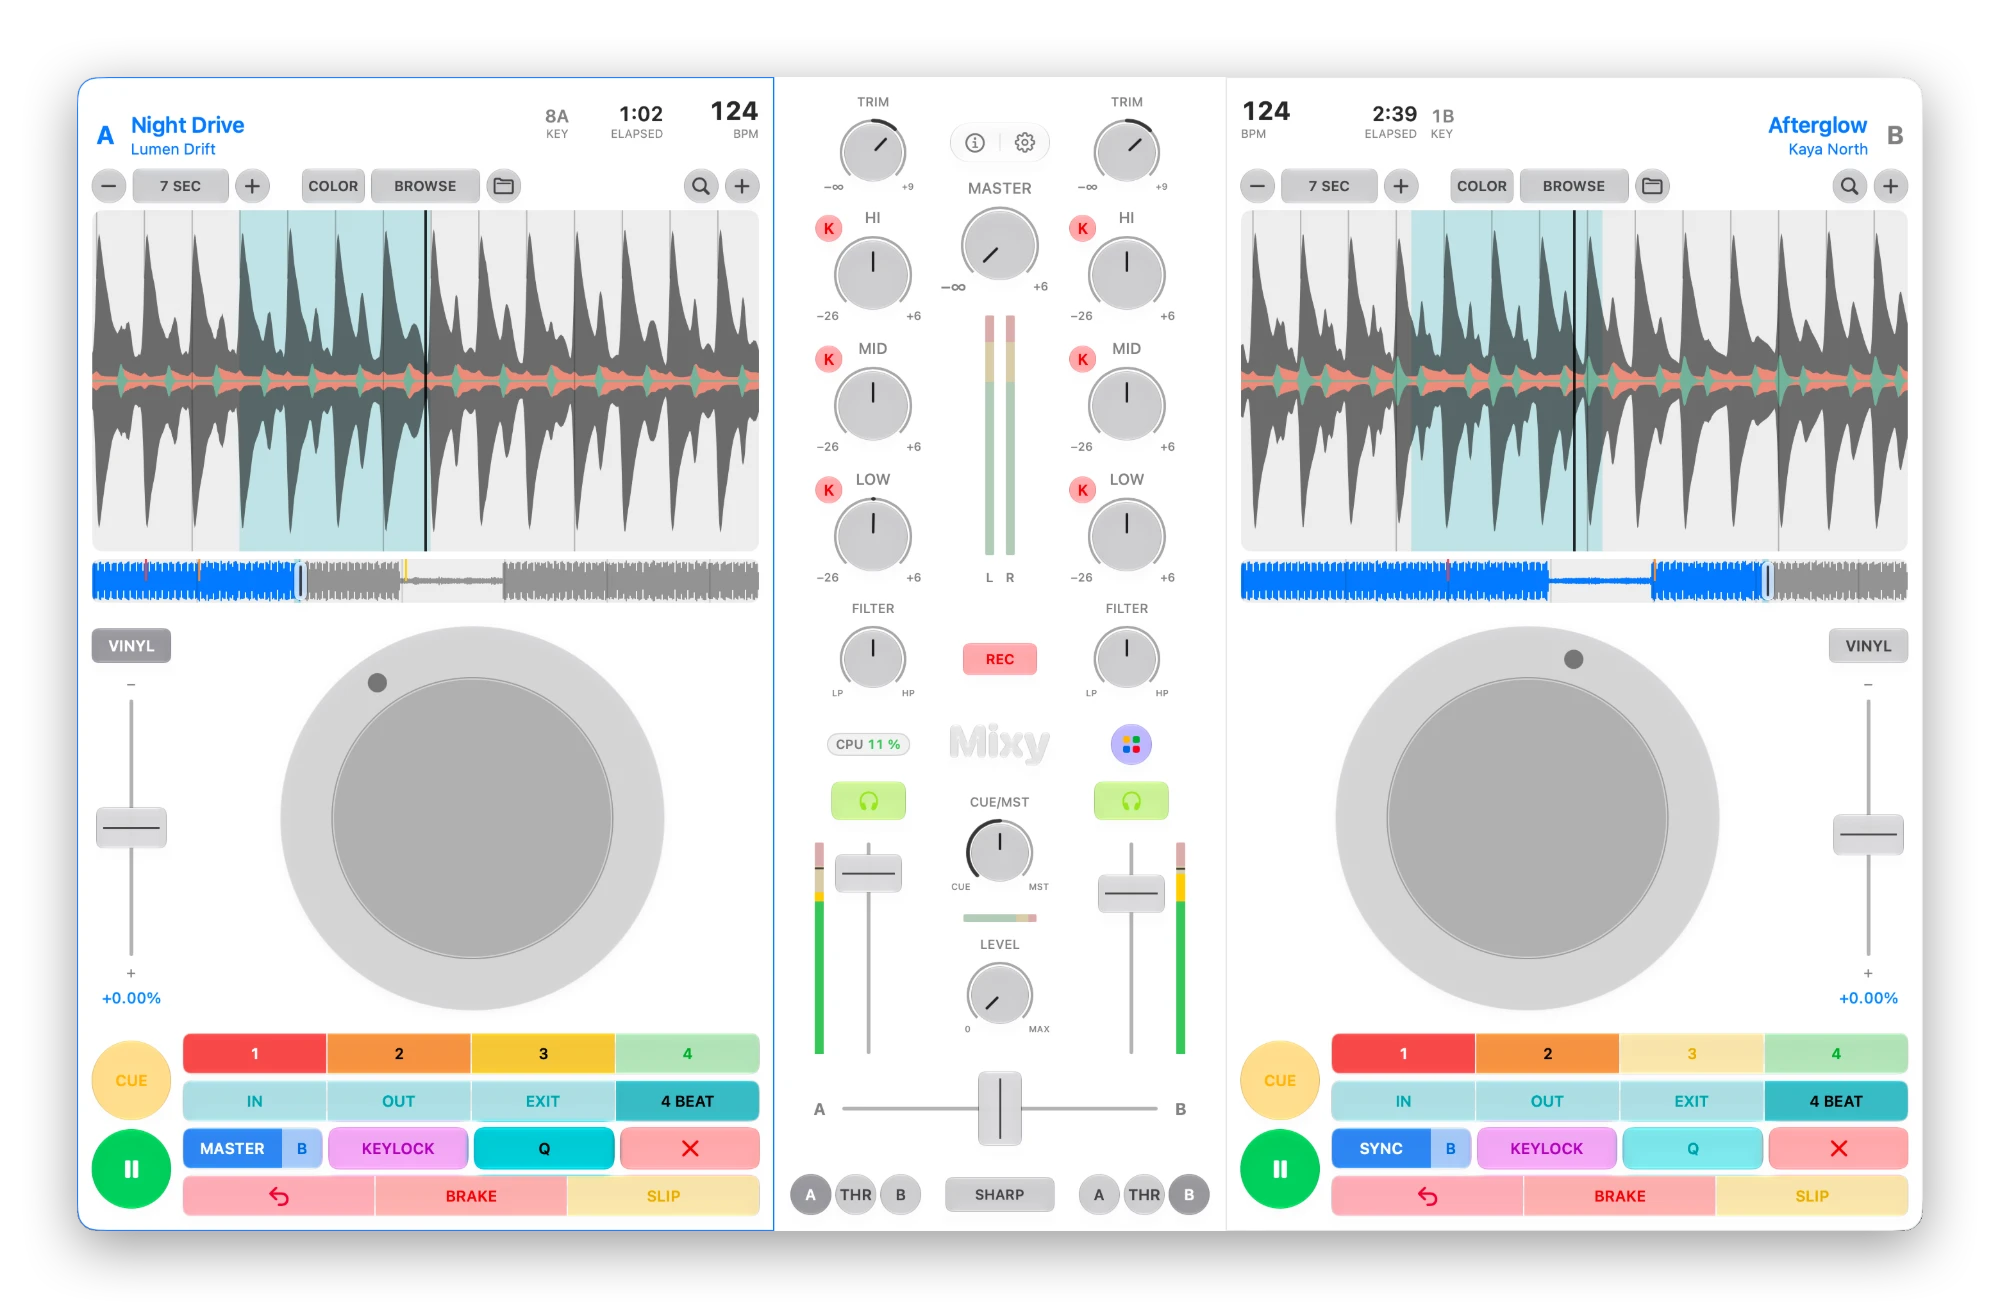 A
Night Drive
Lumen Drift
8A
KEY
1:02
ELAPSED
124
BPM
− 7 SEC +
COLOR
BROWSE
+
VINYL
−
+
+0.00%
CUE
1 2 3 4
IN OUT EXIT 4 BEAT
MASTER B KEYLOCK Q
BRAKE SLIP
TRIM
−∞ +9
K
HI
−26 +6
K
MID
−26 +6
K
LOW
−26 +6
FILTER
LP HP
CPU 11 %
MASTER
−∞ +6
L R
REC
Mixy
CUE/MST
CUE MST
LEVEL
0 MAX
TRIM
−∞ +9
K
HI
−26 +6
K
MID
−26 +6
K
LOW
−26 +6
FILTER
LP HP
A B
A THR B
SHARP
A THR B
124
BPM
2:39
ELAPSED
1B
KEY
Afterglow
Kaya North
B
− 7 SEC +
COLOR
BROWSE
+
VINYL
−
+
+0.00%
CUE
1 2 3 4
IN OUT EXIT 4 BEAT
SYNC B KEYLOCK Q
BRAKE SLIP